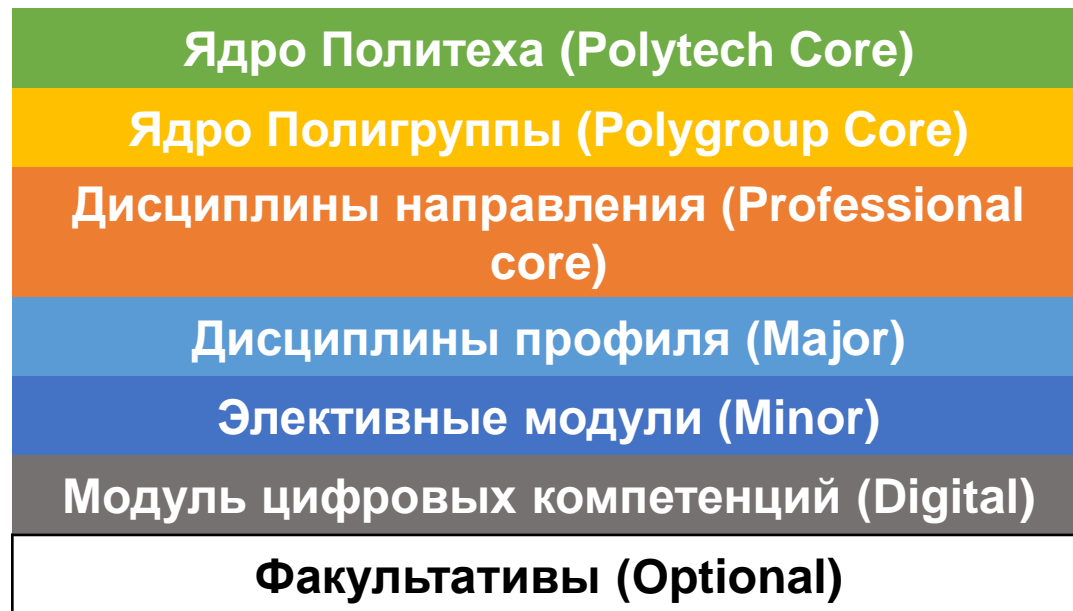 Ядро Политеха (Polytech Core)
Ядро Полигруппы (Polygroup Core)
Дисциплины направления (Professional
core)
Дисциплины профиля (Major)
Элективные модули (Minor)
Модуль цифровых компетенций (Digital)
Факультативы (Optional)